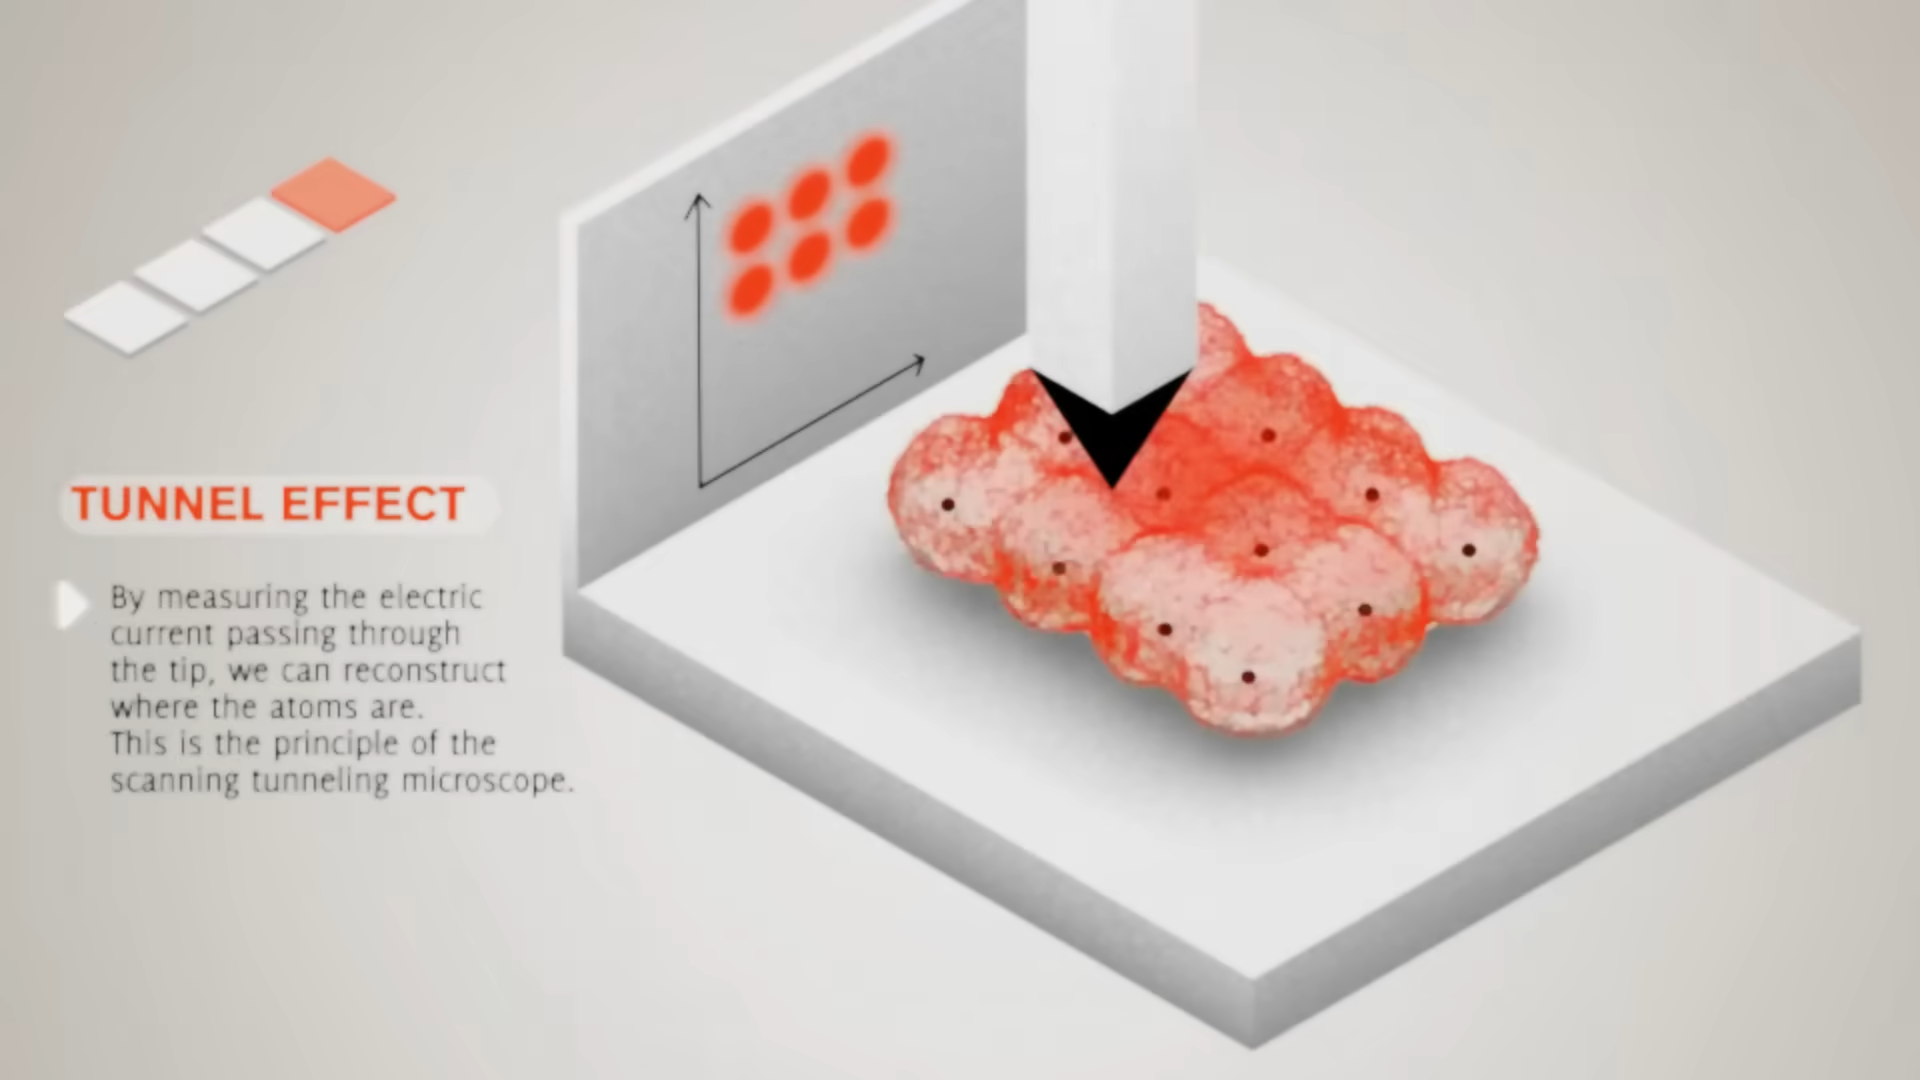 TUNNEL EFFECT
By measuring the electric
current passing through
the tip, we can reconstruct
where the atoms are.
This is the principle of the
scanning tunneling microscope.